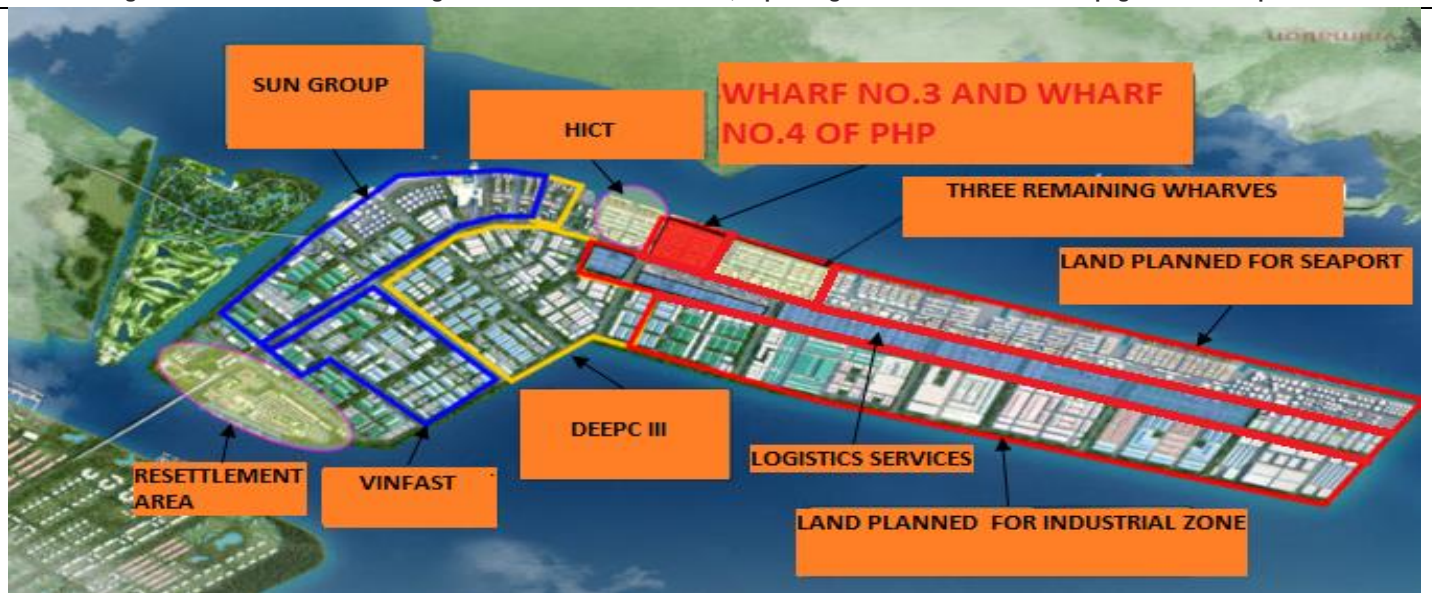 SUN GROUP
HICT
WHARF NO.3 AND WHARF
NO.4 OF PHP
THREE REMAINING WHARVES
LAND PLANNED FOR SEAPORT
DEEPC III
LOGISTICS SERVICES
RESETTLEMENT
AREA
VINFAST
LAND PLANNED FOR INDUSTRIAL ZONE